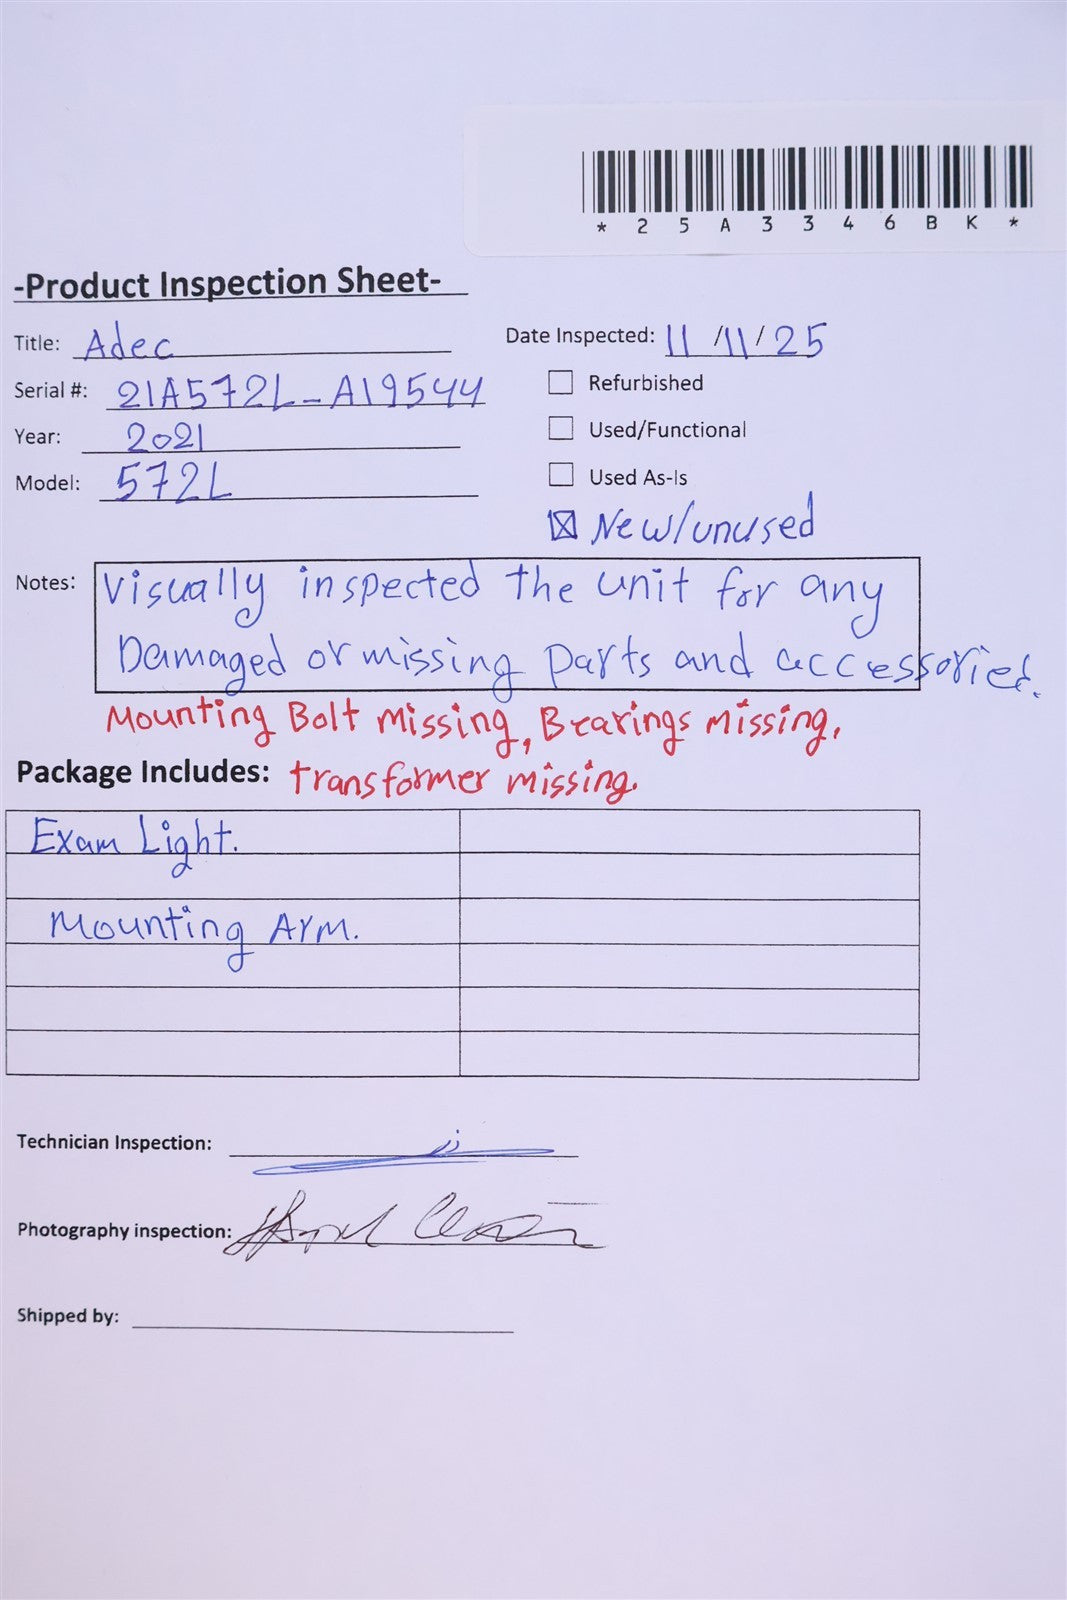 * 2 5 A 3 3 4 6 B K *
-Product Inspection Sheet-
Title: Adec
Date Inspected: 11/11/25
Serial #: 21A572L-A19544
Refurbished
Year: 2021
Used/Functional
Model: 572L
Used As-Is
New/unused
Notes: Visually inspected the unit for any
Damaged or missing parts and accessories.
Mounting Bolt Missing, Bearings missing,
Package Includes: transformer missing.
Exam Light.
Mounting Arm.
Technician Inspection:
Photography inspection:
Shipped by: